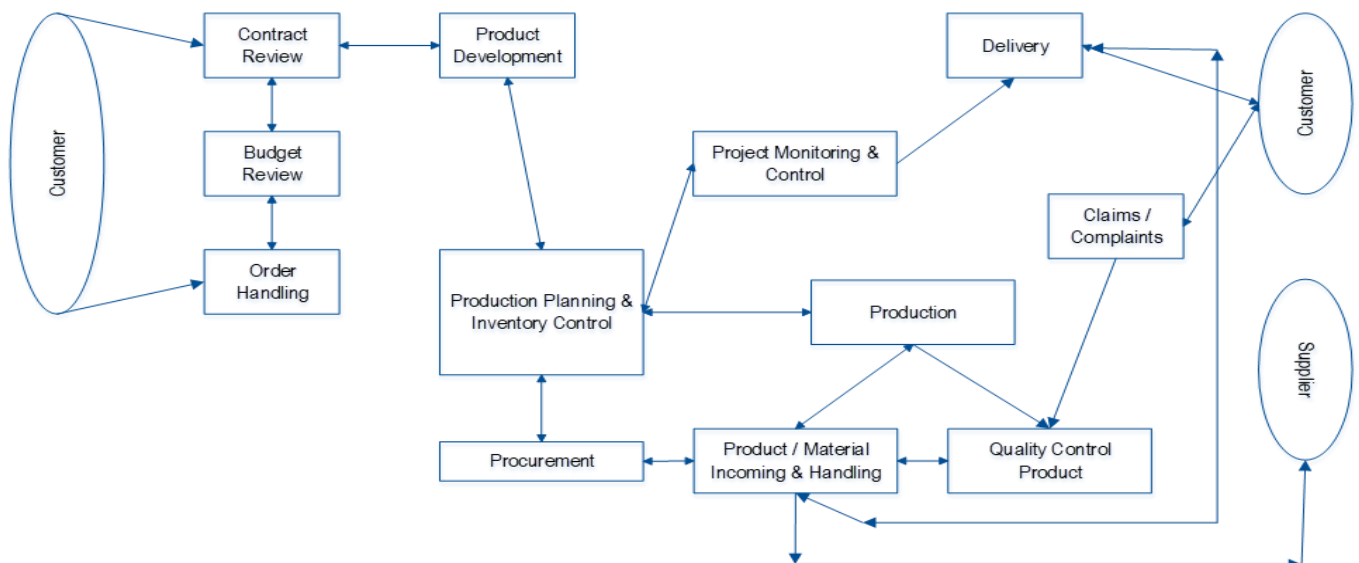 Customer
Contract
Review
Product
Development
Delivery
Customer
Budget
Review
Project Monitoring &
Control
Claims /
Complaints
Order
Handling
Production Planning &
Inventory Control
Production
Supplier
Procurement
Product / Material
Incoming & Handling
Quality Control
Product